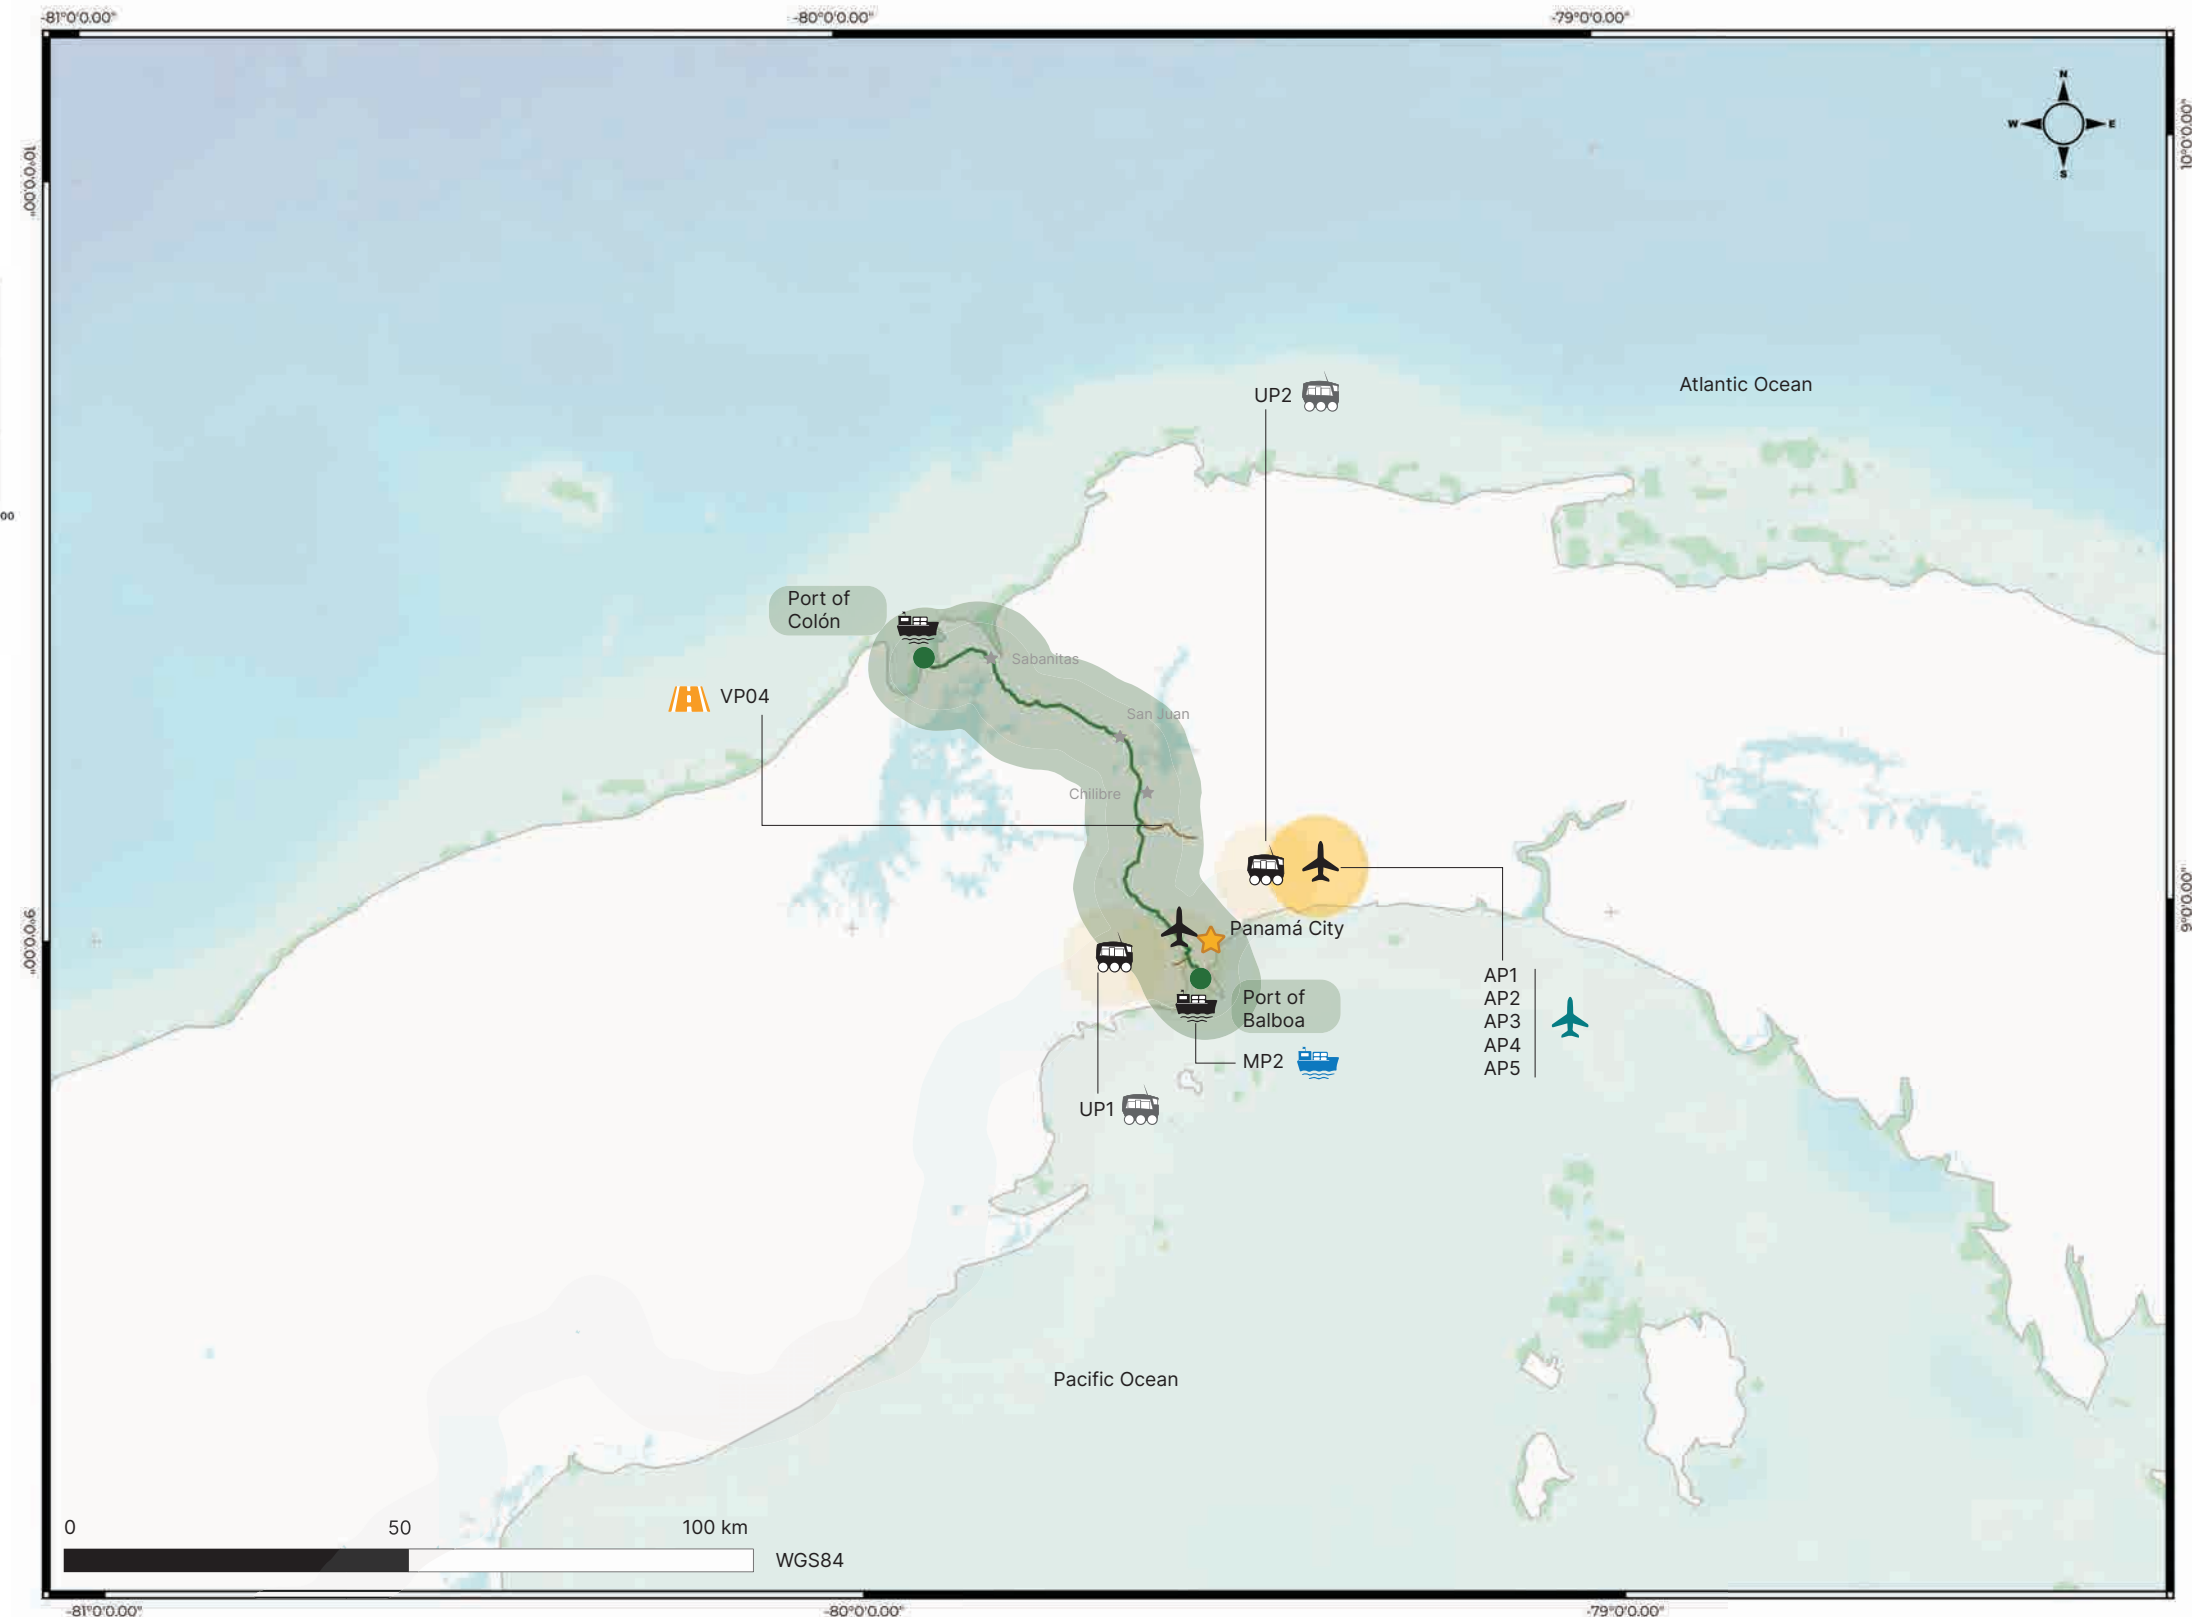 -81°0'0.00"
-80°0'0.00"
-79°0'0.00"
10°0'0.00"
10°0'0.00"
N
W
E
S
UP2
Atlantic Ocean
00
Port of
Colón
Sabanitas
VP04
San Juan
Chilibre
9°0'0.00"
9°0'0.00"
Panamá City
AP1
AP2
AP3
AP4
AP5
Port of
Balboa
MP2
UP1
Pacific Ocean
0
50
100 km
WGS84
-81°0'0.00"
-80°0'0.00"
-79°0'0.00"